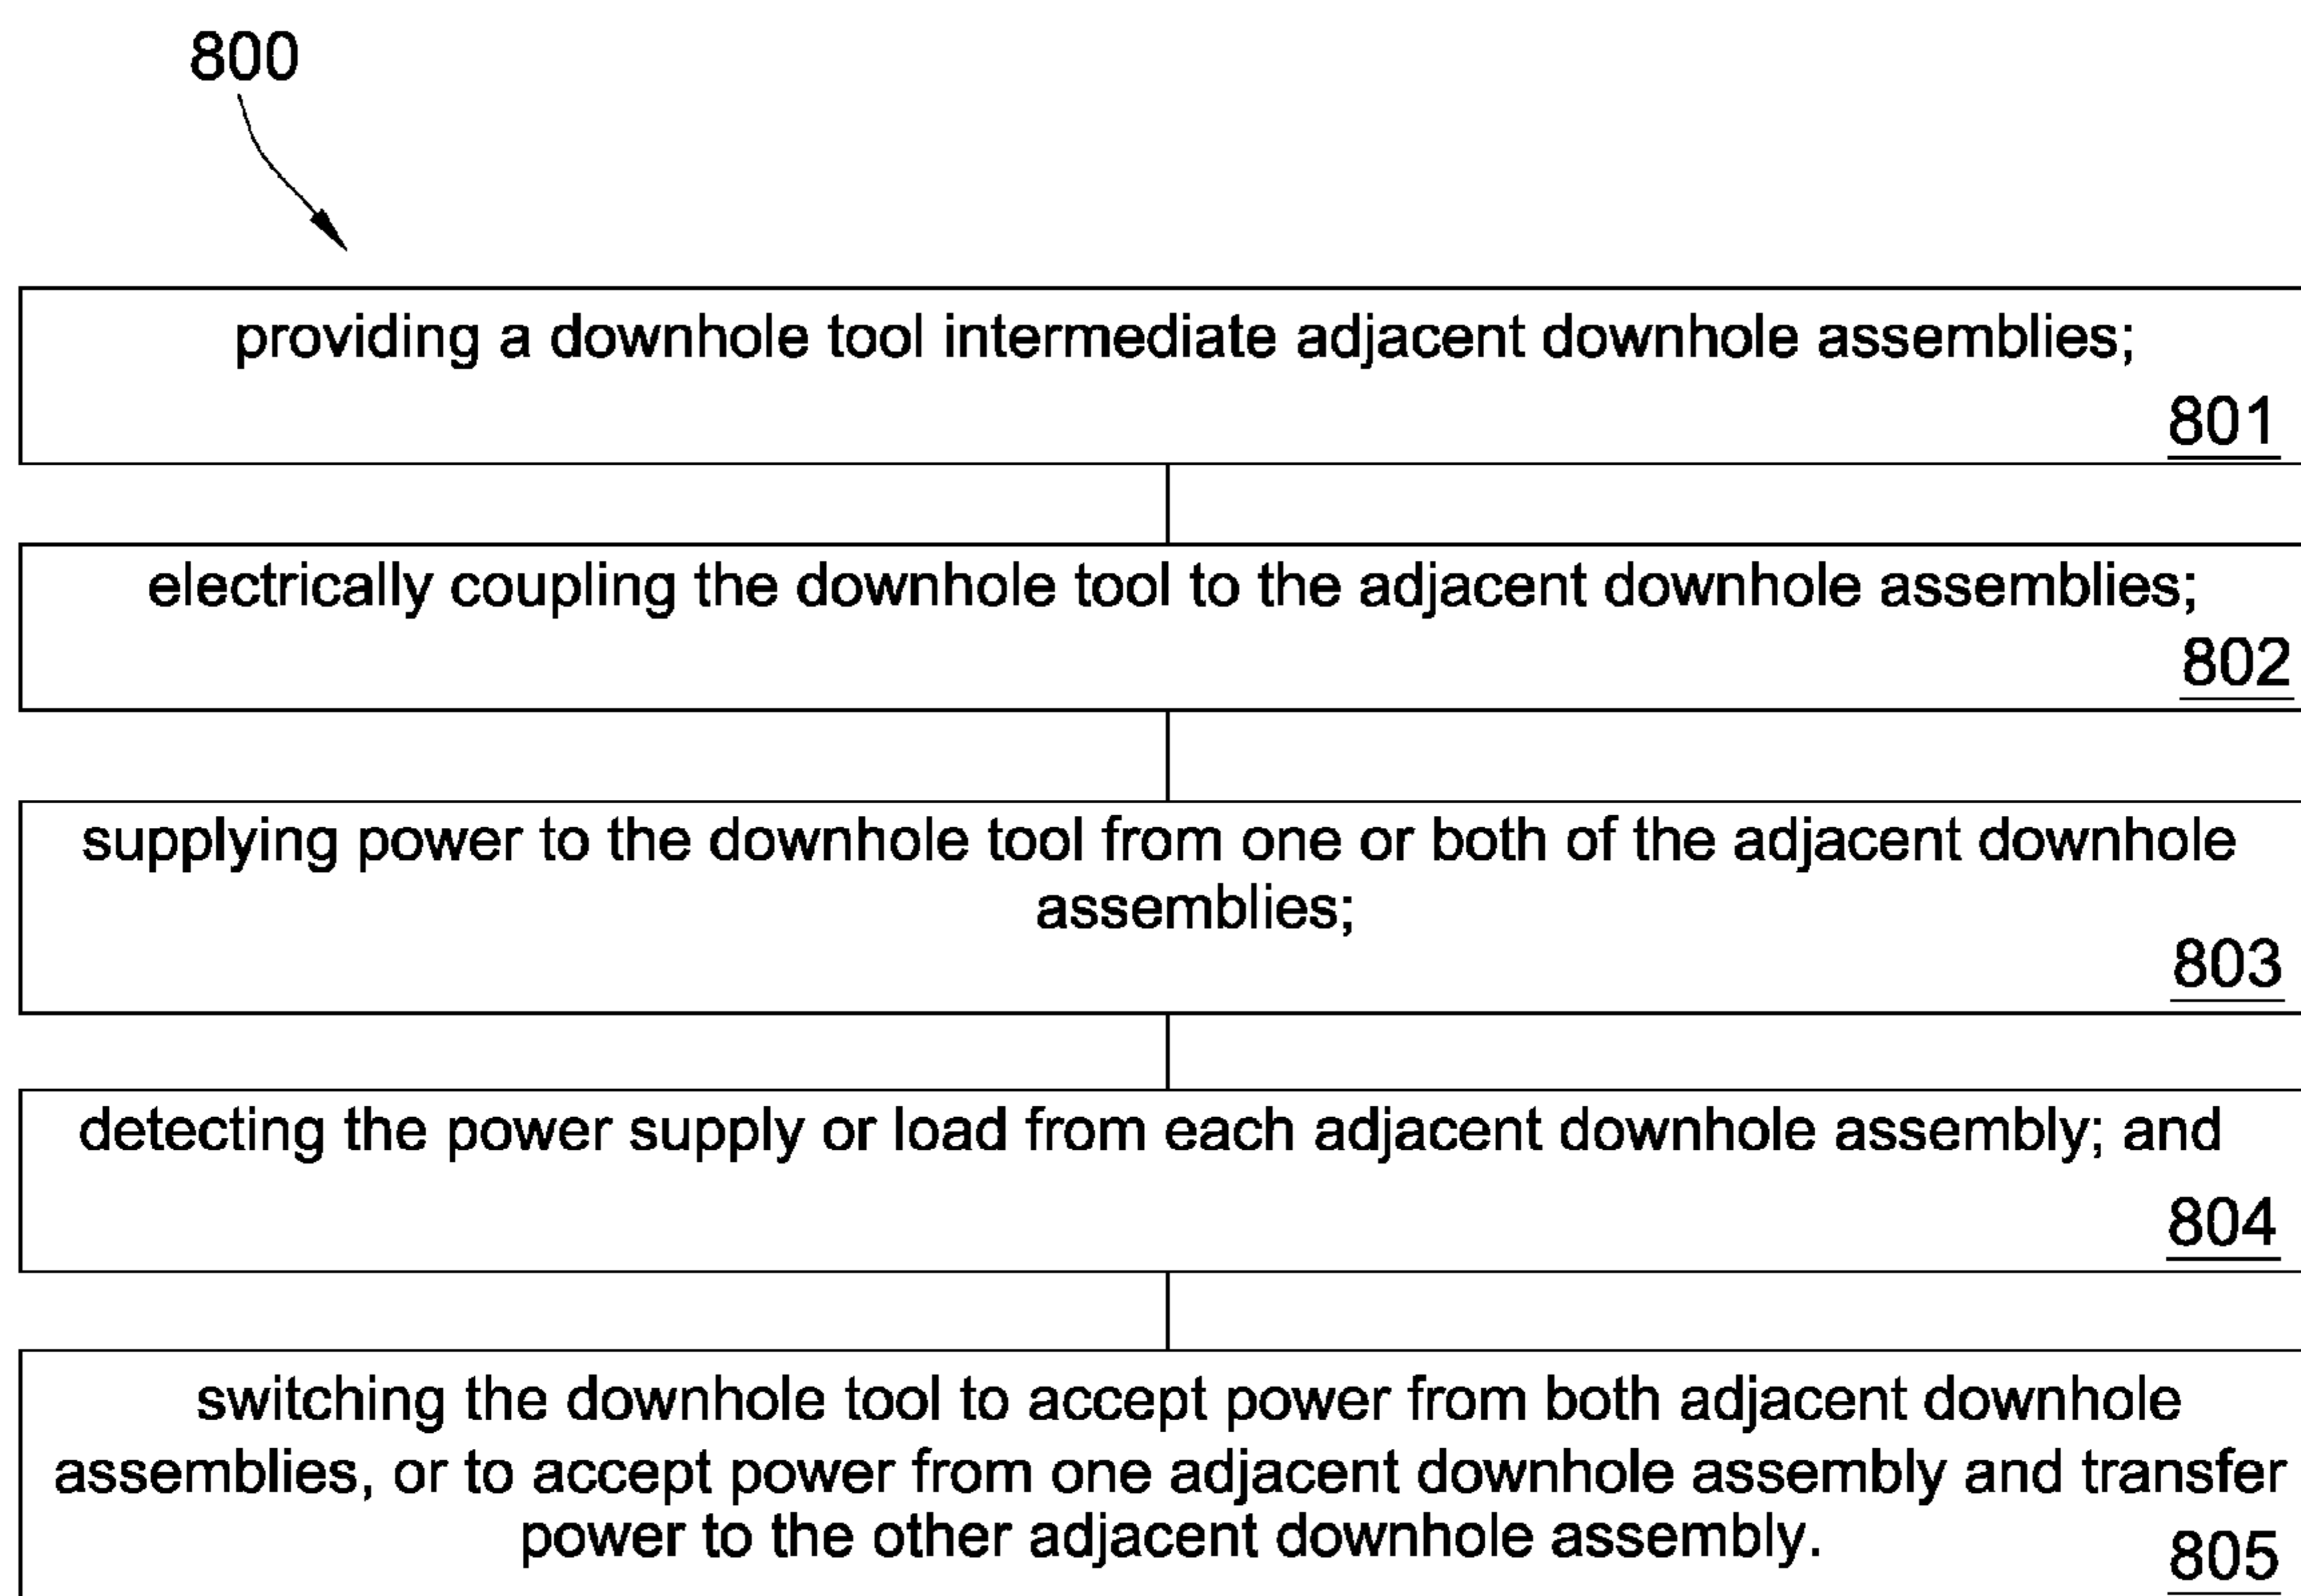 800
providing a downhole tool intermediate adjacent downhole assemblies;
801
electrically coupling the downhole tool to the adjacent downhole assemblies;
802
supplying power to the downhole tool from one or both of the adjacent downhole
assemblies;
803
detecting the power supply or load from each adjacent downhole assembly; and
804
switching the downhole tool to accept power from both adjacent downhole
assemblies, or to accept power from one adjacent downhole assembly and transfer
power to the other adjacent downhole assembly.
805